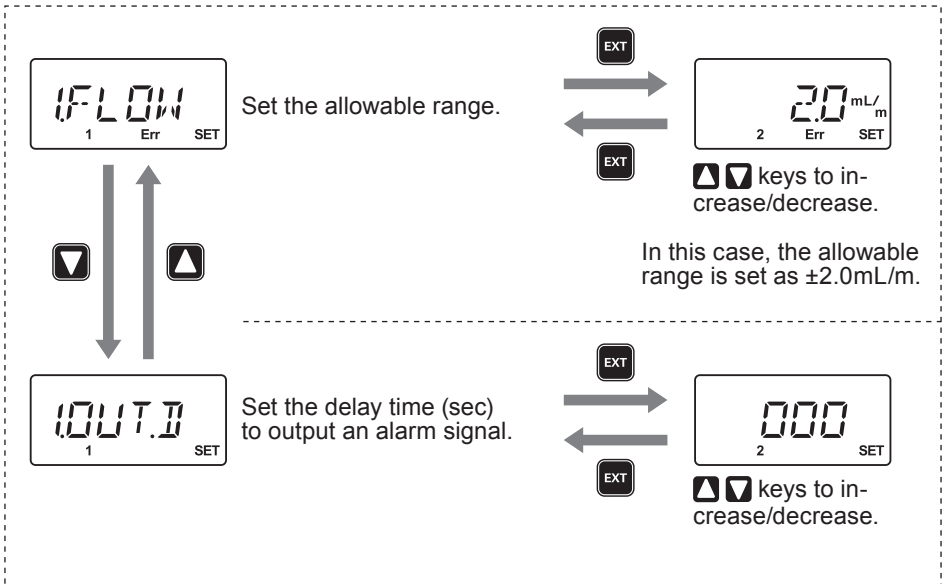 EXT
1.FLOW
1 Err SET
Set the allowable range.
2.0 mL/m
2 Err SET
EXT
keys to in-
crease/decrease.
In this case, the allowable
range is set as ±2.0mL/m.
EXT
1.OUT.D
1 SET
Set the delay time (sec)
to output an alarm signal.
000
2 SET
EXT
keys to in-
crease/decrease.